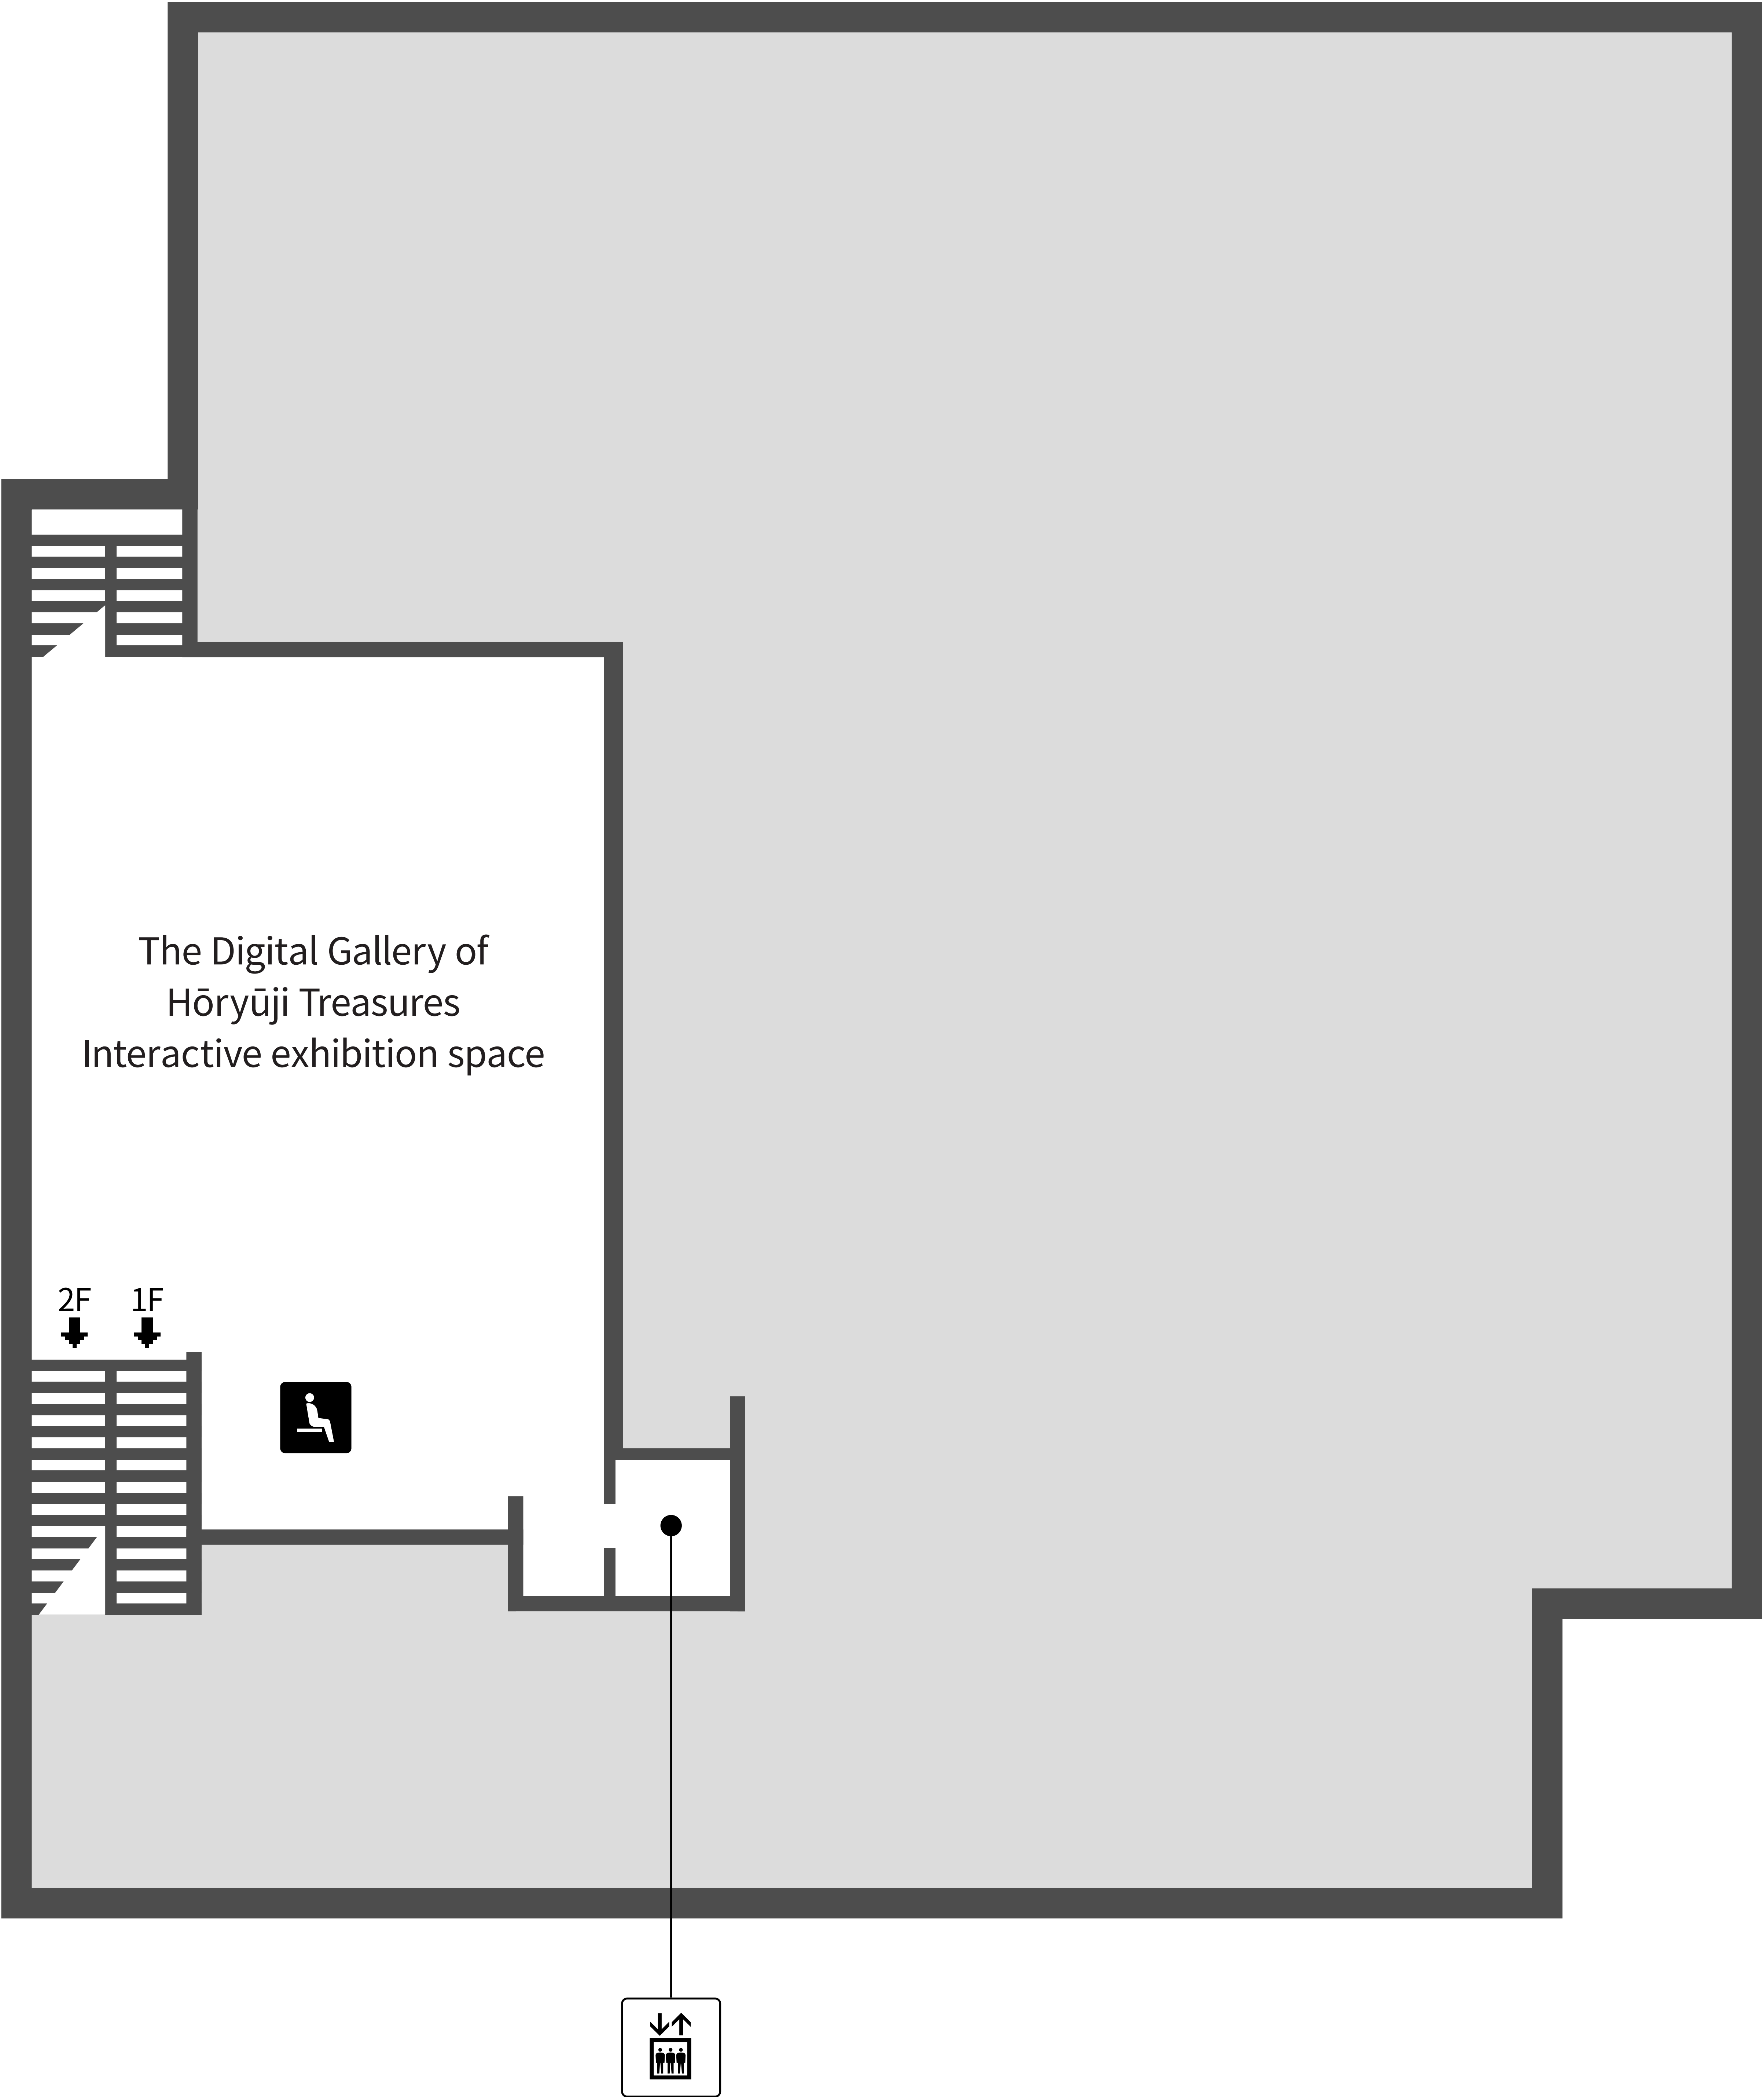 The Digital Gallery of
Hōryūji Treasures
Interactive exhibition space
2F 1F